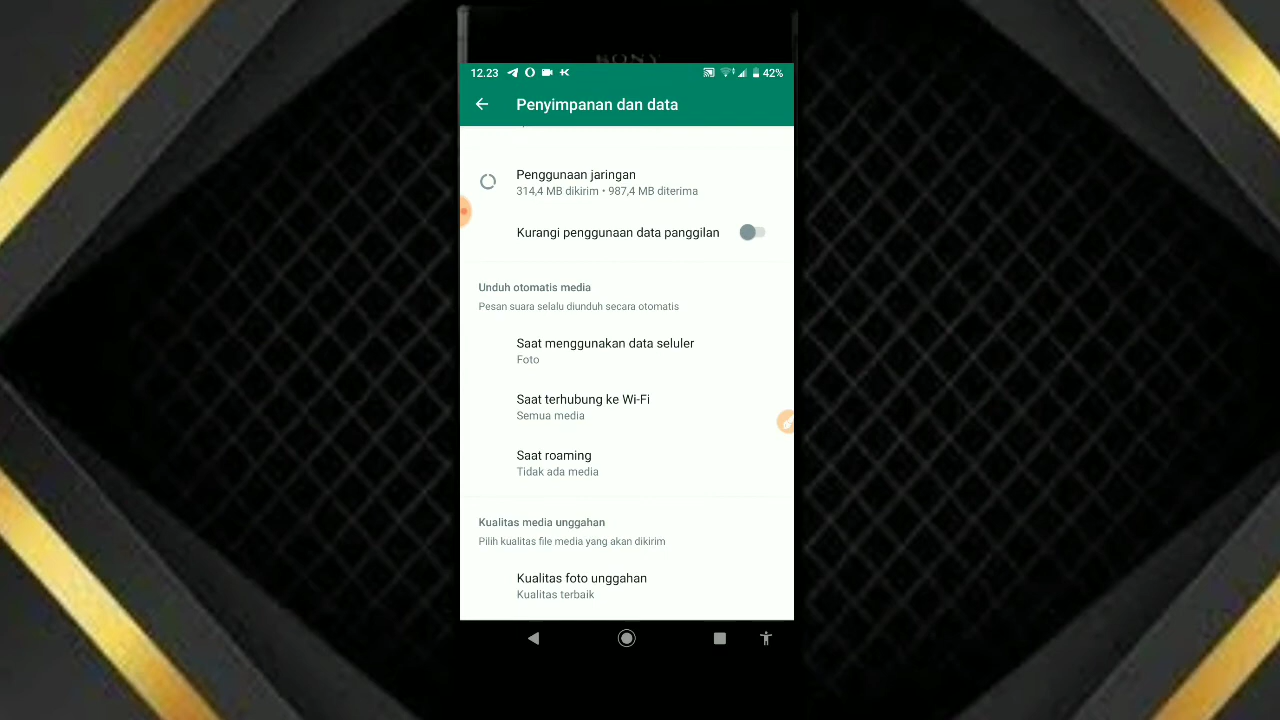 SONY
12.23
42%
Penyimpanan dan data
Penggunaan jaringan
314,4 MB dikirim • 987,4 MB diterima
Kurangi penggunaan data panggilan
Unduh otomatis media
Pesan suara selalu diunduh secara otomatis
Saat menggunakan data seluler
Foto
Saat terhubung ke Wi-Fi
Semua media
Saat roaming
Tidak ada media
Kualitas media unggahan
Pilih kualitas file media yang akan dikirim
Kualitas foto unggahan
Kualitas terbaik